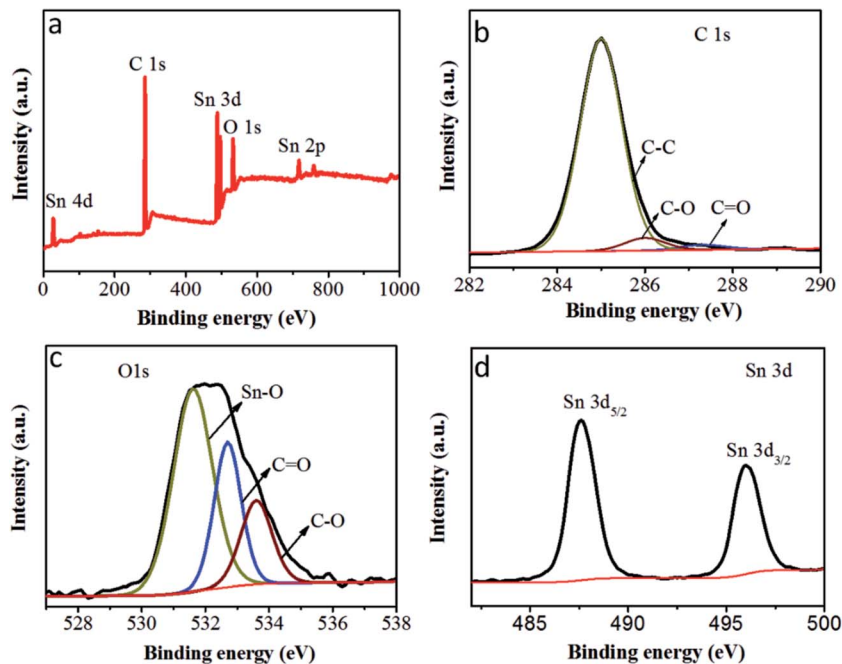 a
C 1s
Sn 3d
O 1s
Sn 2p
Sn 4d
Intensity (a.u.)
0 200 400 600 800 1000
Binding energy (eV)
b
C 1s
C-C
C-O
C=O
Intensity (a.u.)
282 284 286 288 290
Binding energy (eV)
c
O1s
Sn-O
C=O
C-O
Intensity (a.u.)
528 530 532 534 536 538
Binding energy (eV)
d
Sn 3d
Sn 3d5/2
Sn 3d3/2
Intensity (a.u.)
485 490 495 500
Binding energy (eV)